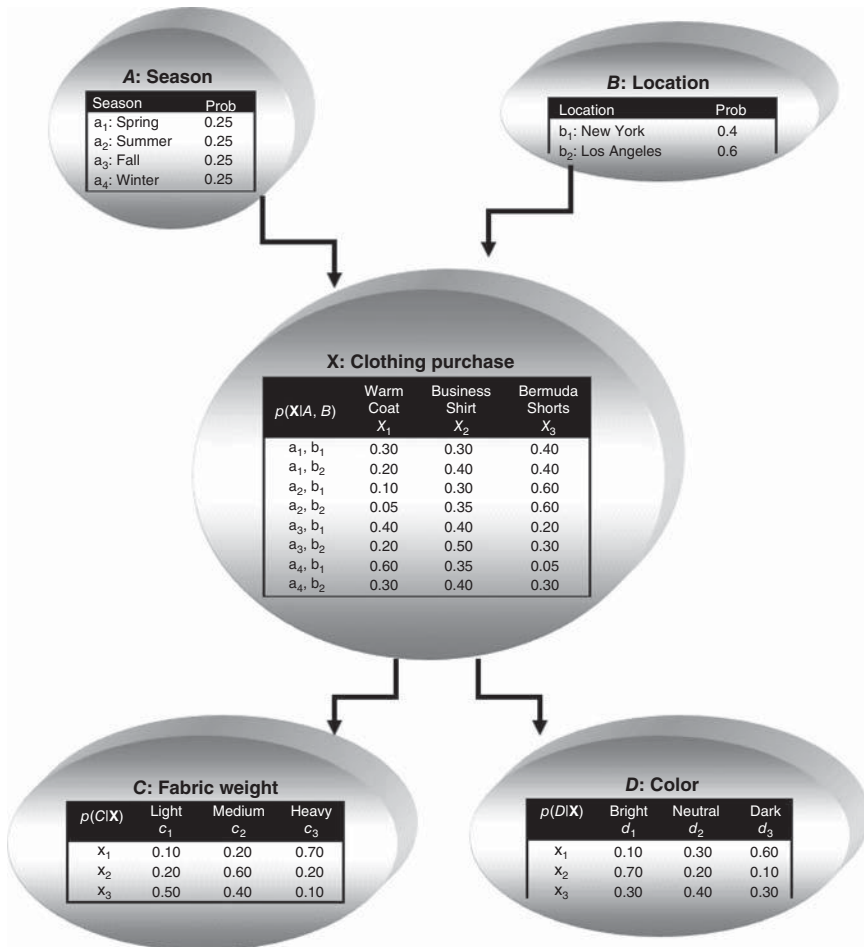 A: Season
Season Prob
a₁: Spring 0.25
a₂: Summer 0.25
a₃: Fall 0.25
a₄: Winter 0.25
B: Location
Location Prob
b₁: New York 0.4
b₂: Los Angeles 0.6
X: Clothing purchase
Warm Business Bermuda
p(X|A, B) Coat Shirt Shorts
X₁ X₂ X₃
a₁, b₁ 0.30 0.30 0.40
a₁, b₂ 0.20 0.40 0.40
a₂, b₁ 0.10 0.30 0.60
a₂, b₂ 0.05 0.35 0.60
a₃, b₁ 0.40 0.40 0.20
a₃, b₂ 0.20 0.50 0.30
a₄, b₁ 0.60 0.35 0.05
a₄, b₂ 0.30 0.40 0.30
C: Fabric weight
p(C|X) Light Medium Heavy
c₁ c₂ c₃
x₁ 0.10 0.20 0.70
x₂ 0.20 0.60 0.20
x₃ 0.50 0.40 0.10
D: Color
p(D|X) Bright Neutral Dark
d₁ d₂ d₃
x₁ 0.10 0.30 0.60
x₂ 0.70 0.20 0.10
x₃ 0.30 0.40 0.30